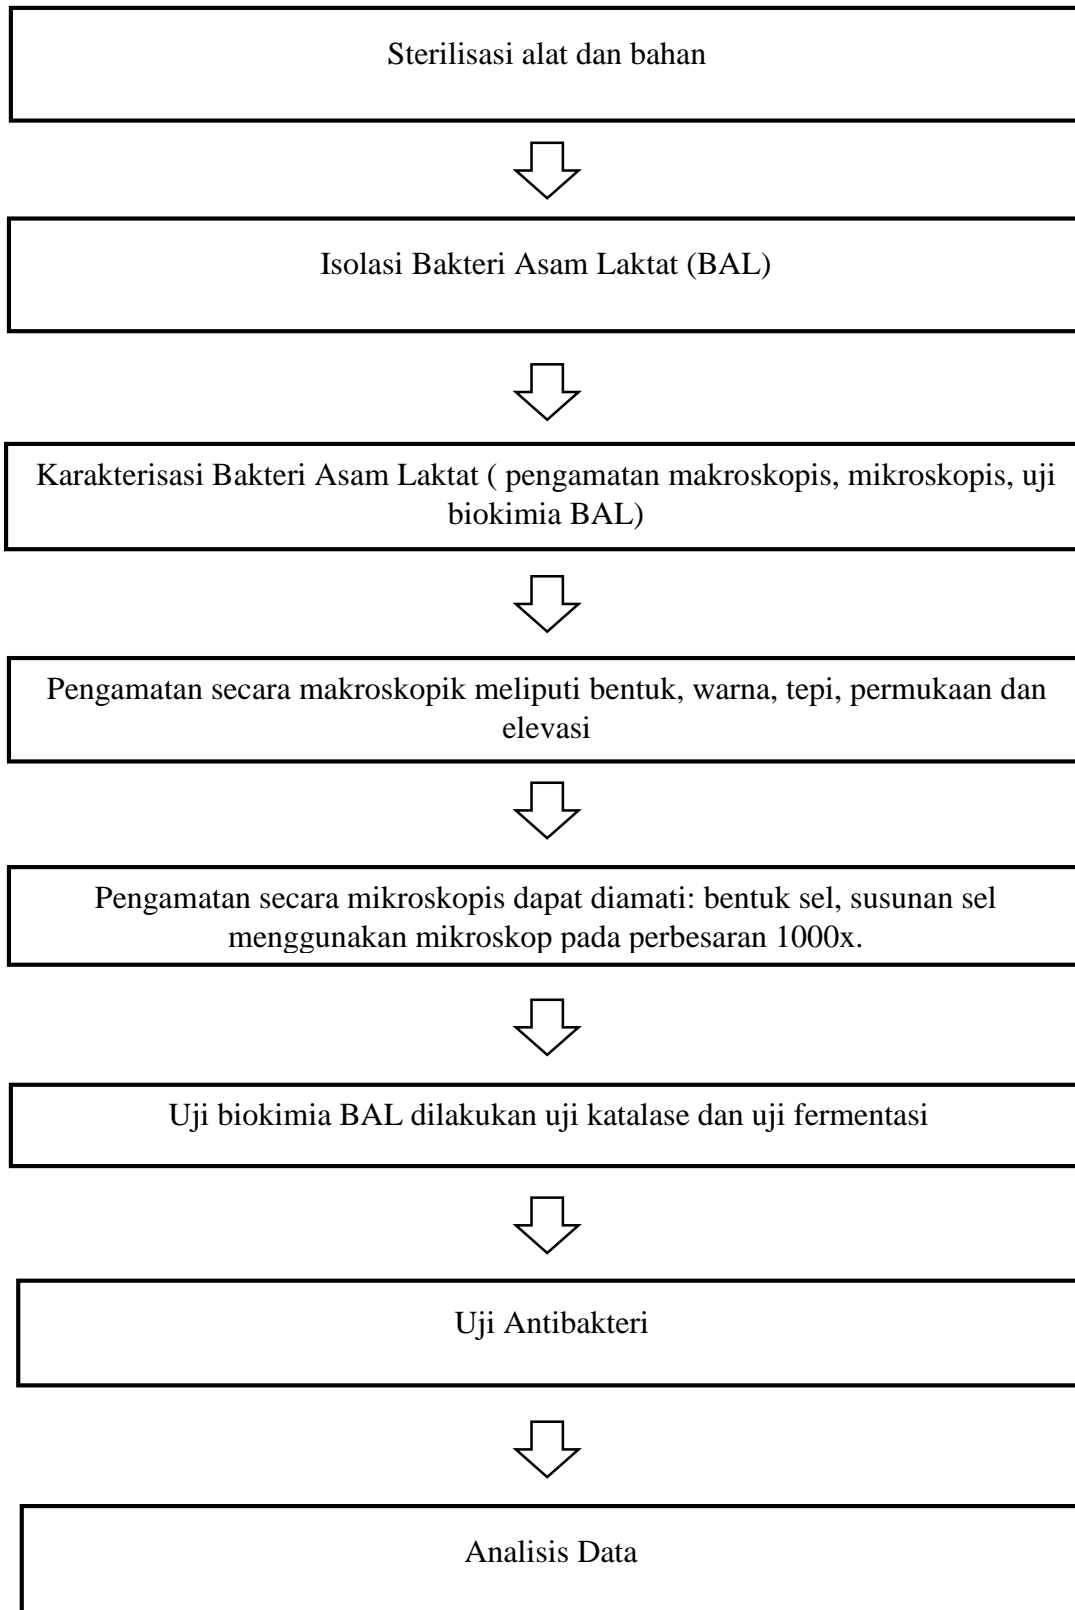 Sterilisasi alat dan bahan
Isolasi Bakteri Asam Laktat (BAL)
Karakterisasi Bakteri Asam Laktat ( pengamatan makroskopis, mikroskopis, uji
biokimia BAL)
Pengamatan secara makroskopik meliputi bentuk, warna, tepi, permukaan dan
elevasi
Pengamatan secara mikroskopis dapat diamati: bentuk sel, susunan sel
menggunakan mikroskop pada perbesaran 1000x.
Uji biokimia BAL dilakukan uji katalase dan uji fermentasi
Uji Antibakteri
Analisis Data